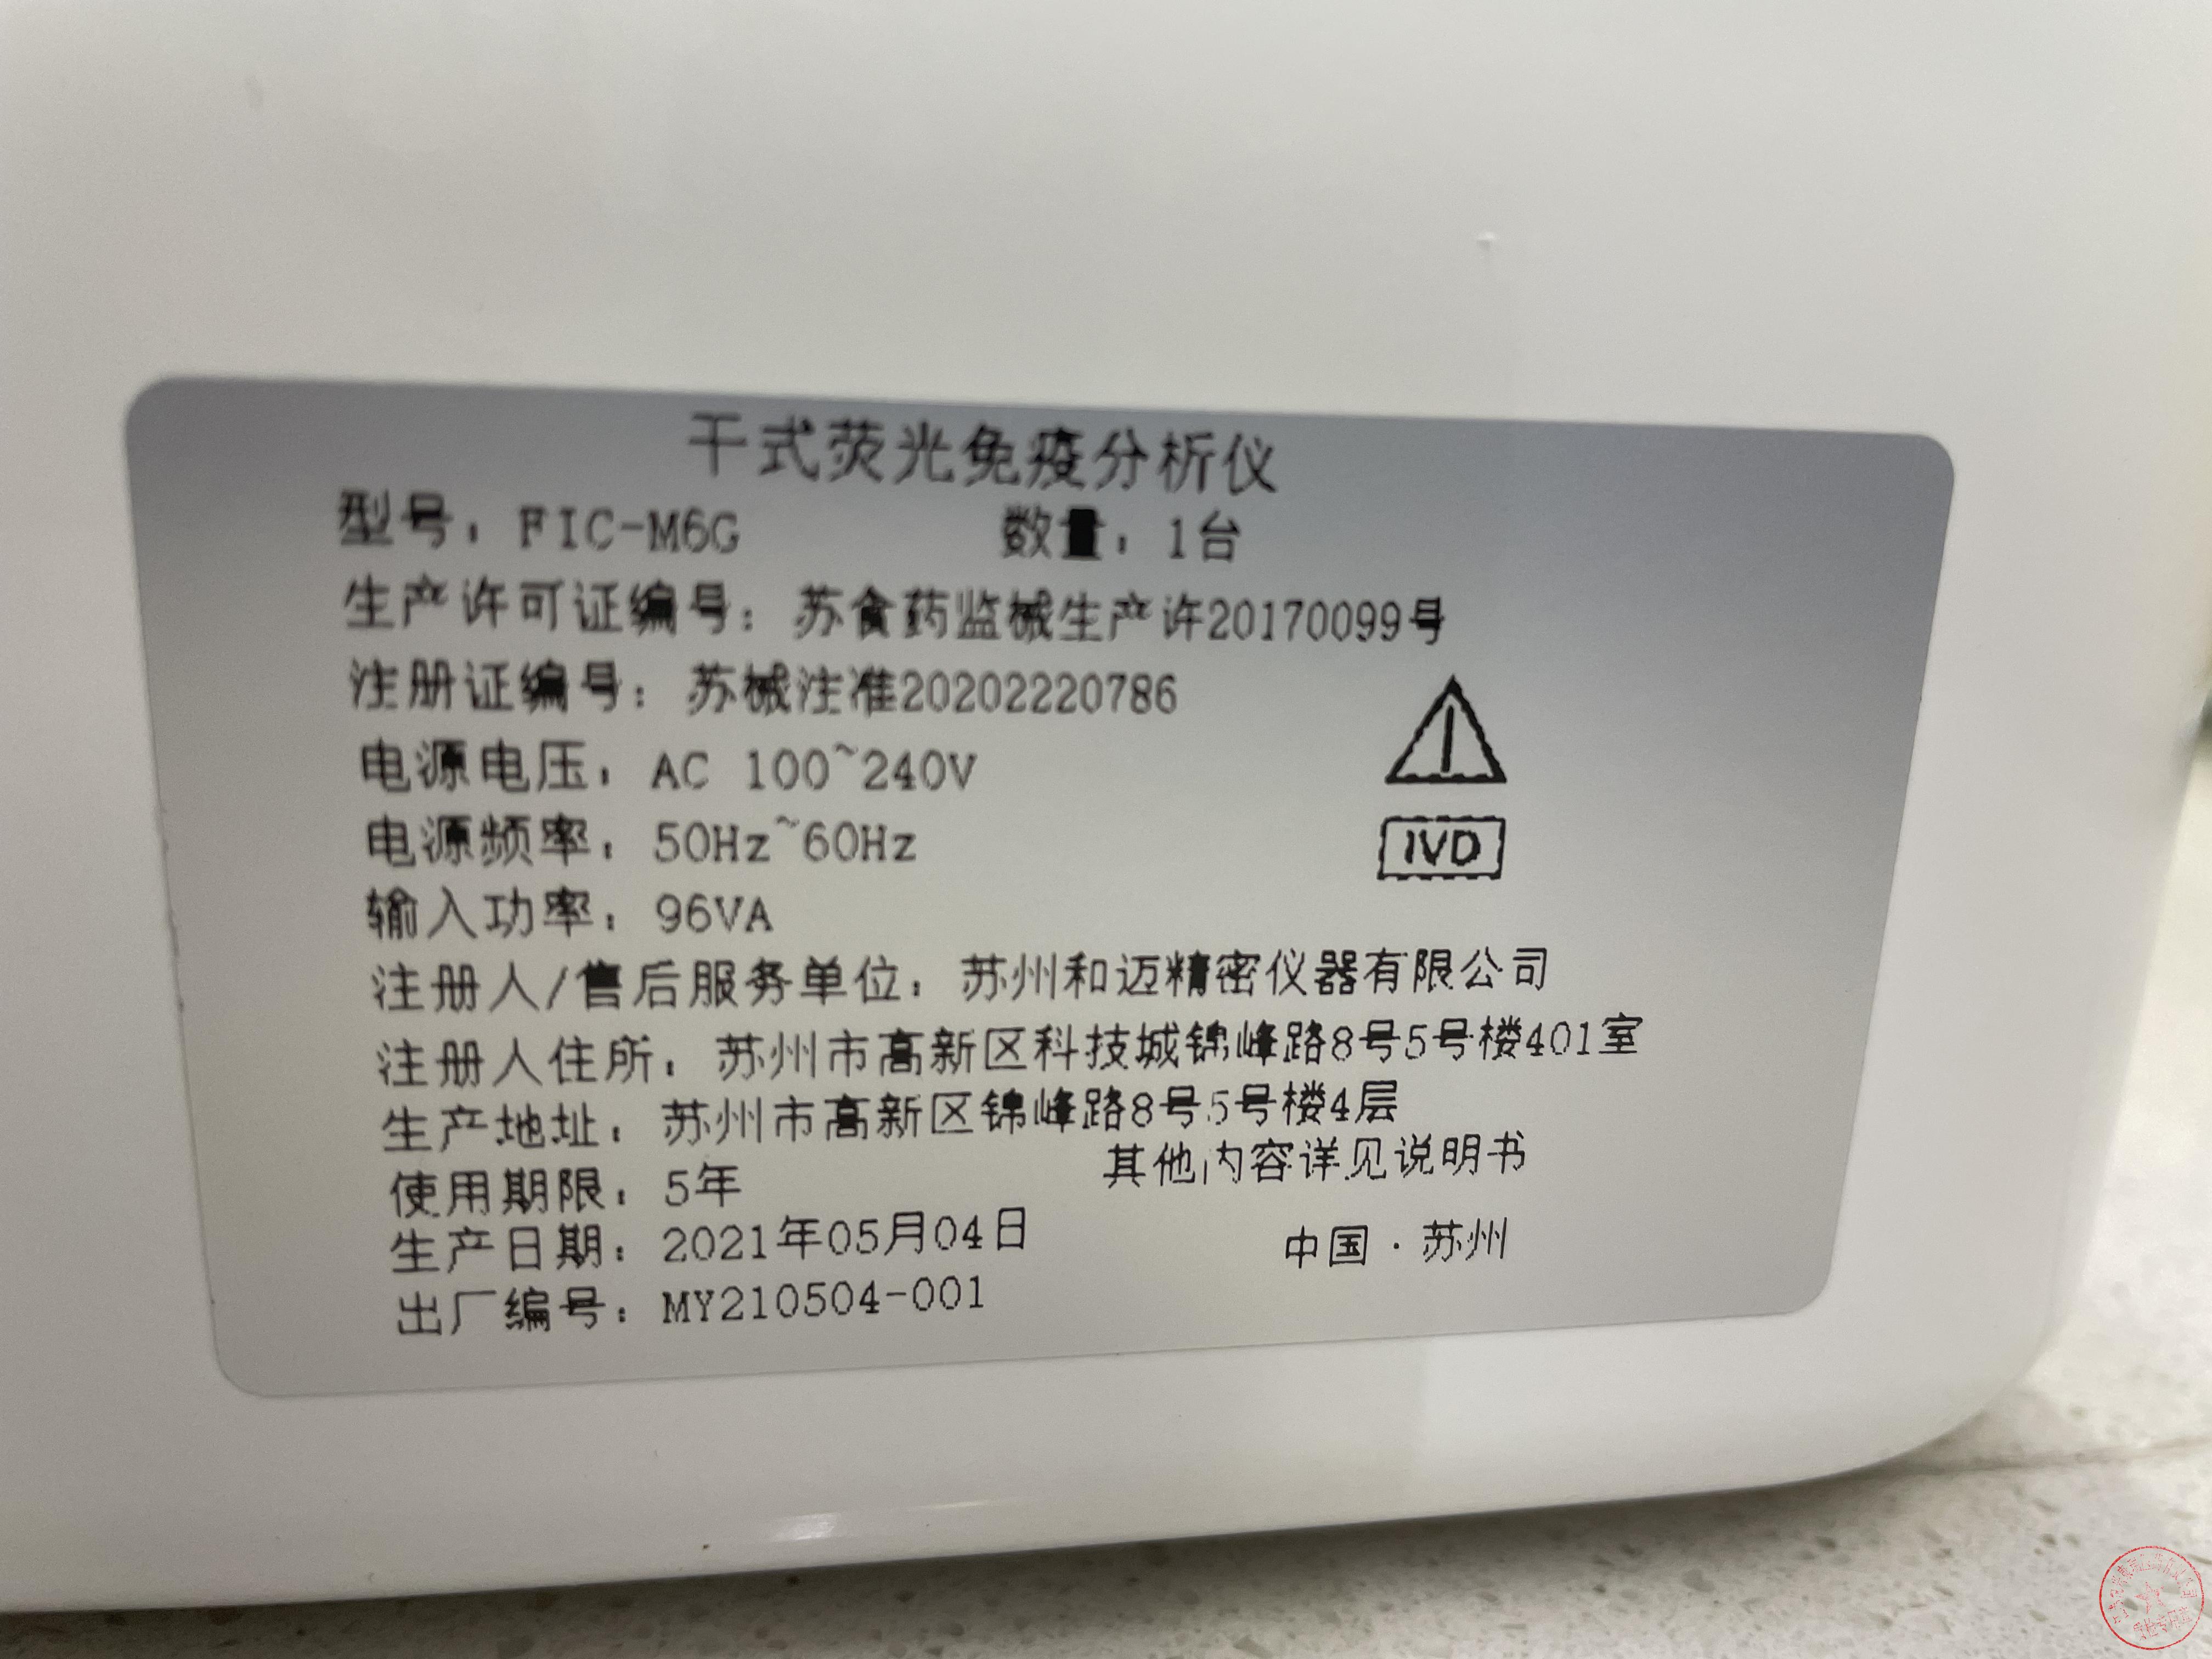 干式荧光免疫分析仪
型号：FIC-M6G 数量：1台
生产许可证编号：苏食药监械生产许20170099号
注册证编号：苏械注准20202220786
电源电压：AC 100~240V
电源频率：50Hz~60Hz
IVD
输入功率：96VA
注册人/售后服务单位：苏州和迈精密仪器有限公司
注册人住所：苏州市高新区科技城锦峰路8号5号楼401室
生产地址：苏州市高新区锦峰路8号5号楼4层
其他内容详见说明书
使用期限：5年
生产日期：2021年05月04日
中国·苏州
出厂编号：MY210504-001